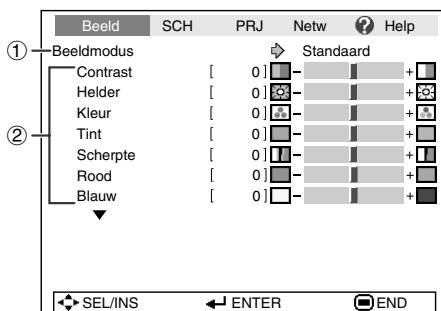 Beeld SCH PRJ Netw ? Help
1 Beeldmodus Standaard
Contrast [ 0 ] - +
Helder [ 0 ] - +
2 Kleur [ 0 ] - +
Tint [ 0 ] - +
Scherpte [ 0 ] - +
Rood [ 0 ] - +
Blauw [ 0 ] - +
SEL/INS ENTER END